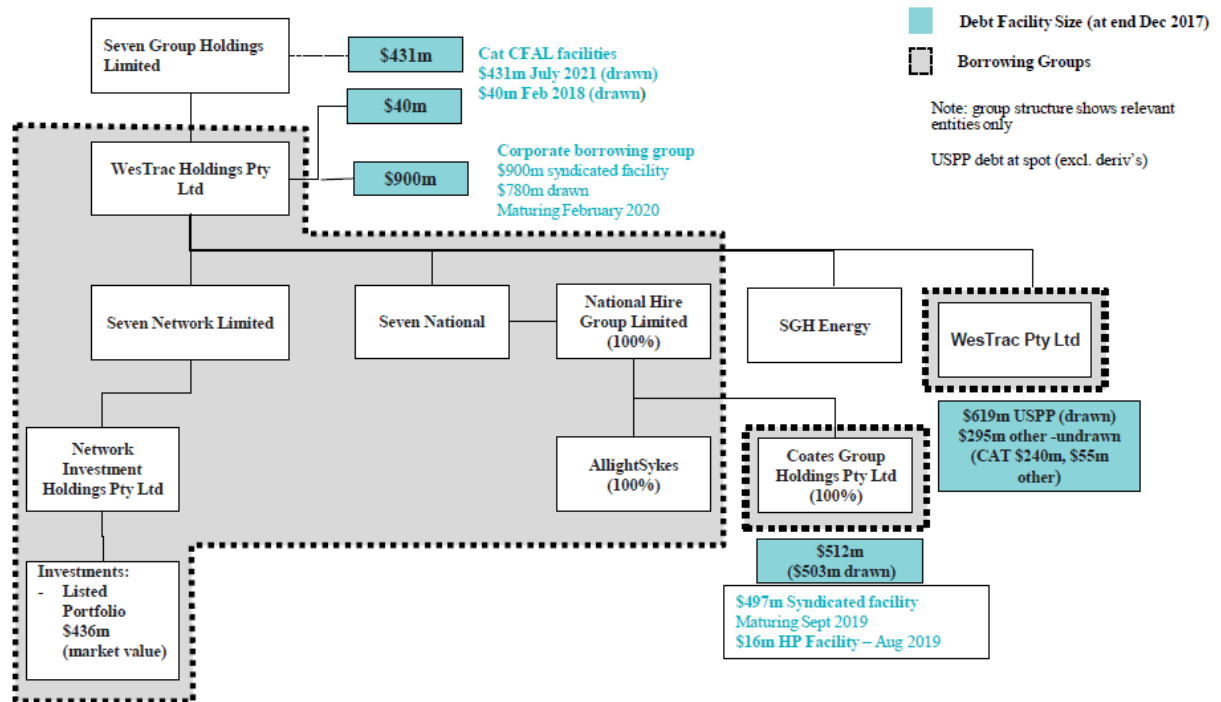 Seven Group Holdings
Limited
$431m
Cat CFAL facilities
$431m July 2021 (drawn)
$40m Feb 2018 (drawn)
$40m
Debt Facility Size (at end Dec 2017)
Borrowing Groups
Note: group structure shows relevant
entities only
USPP debt at spot (excl. deriv's)
WesTrac Holdings Pty
Ltd
$900m
Corporate borrowing group
$900m syndicated facility
$780m drawn
Maturing February 2020
Seven Network Limited
Seven National
National Hire
Group Limited
(100%)
SGH Energy
WesTrac Pty Ltd
$619m USPP (drawn)
$295m other -undrawn
(CAT $240m, $55m
other)
Network
Investment
Holdings Pty Ltd
AllightSykes
(100%)
Coates Group
Holdings Pty Ltd
(100%)
$512m
($503m drawn)
$497m Syndicated facility
Maturing Sept 2019
$16m HP Facility – Aug 2019
Investments:
- Listed
Portfolio
$436m
(market value)